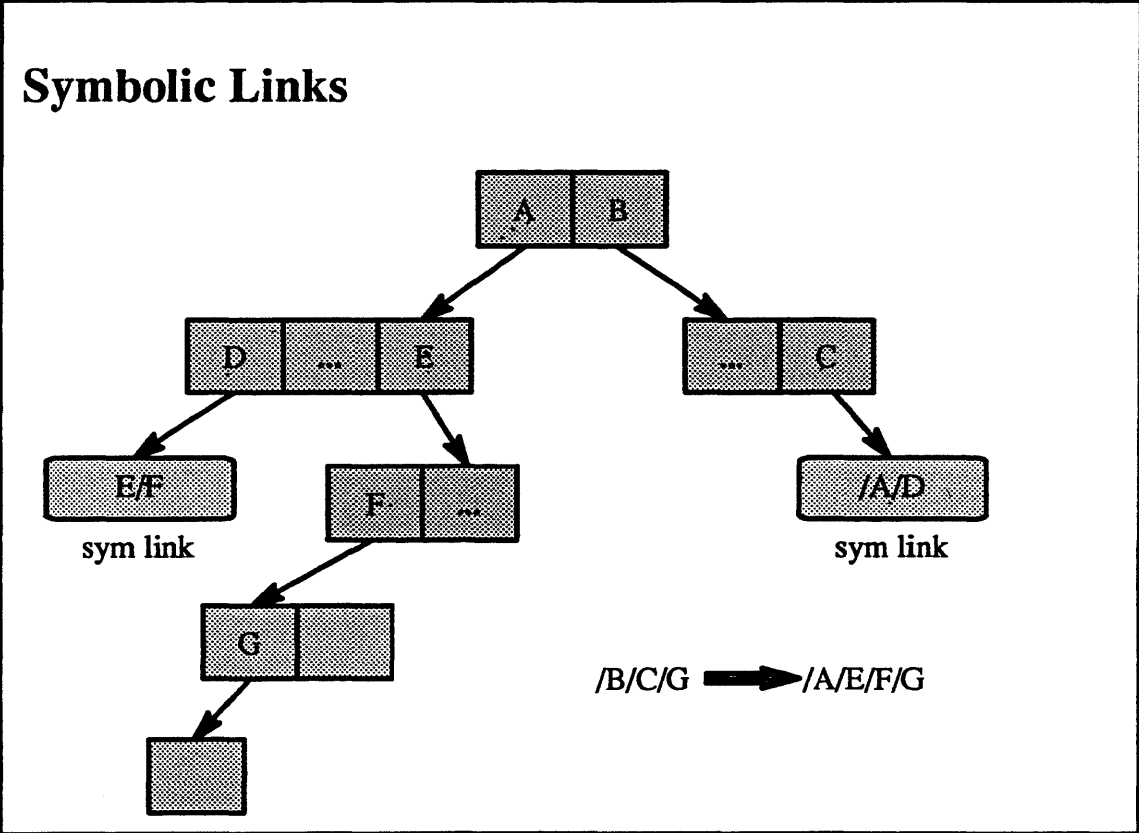 Symbolic Links
A B
D ... E ... C
E/F F ... /A/D
sym link sym link
G
/B/C/G /A/E/F/G